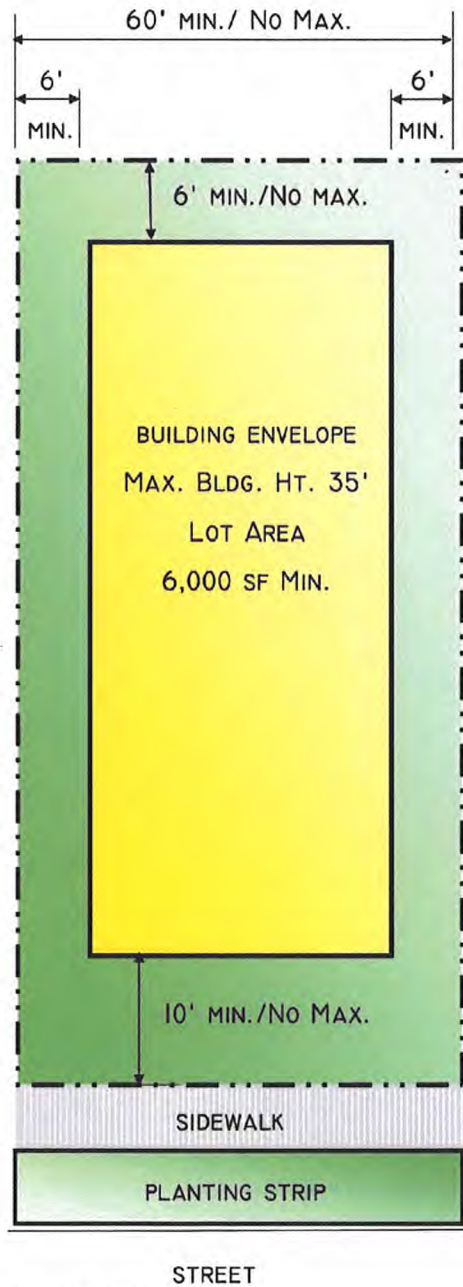 60' MIN./ NO MAX.
6'
MIN.
6'
MIN.
6' MIN./NO MAX.
BUILDING ENVELOPE
MAX. BLDG. HT. 35'
LOT AREA
6,000 SF MIN.
10' MIN./NO MAX.
SIDEWALK
PLANTING STRIP
STREET